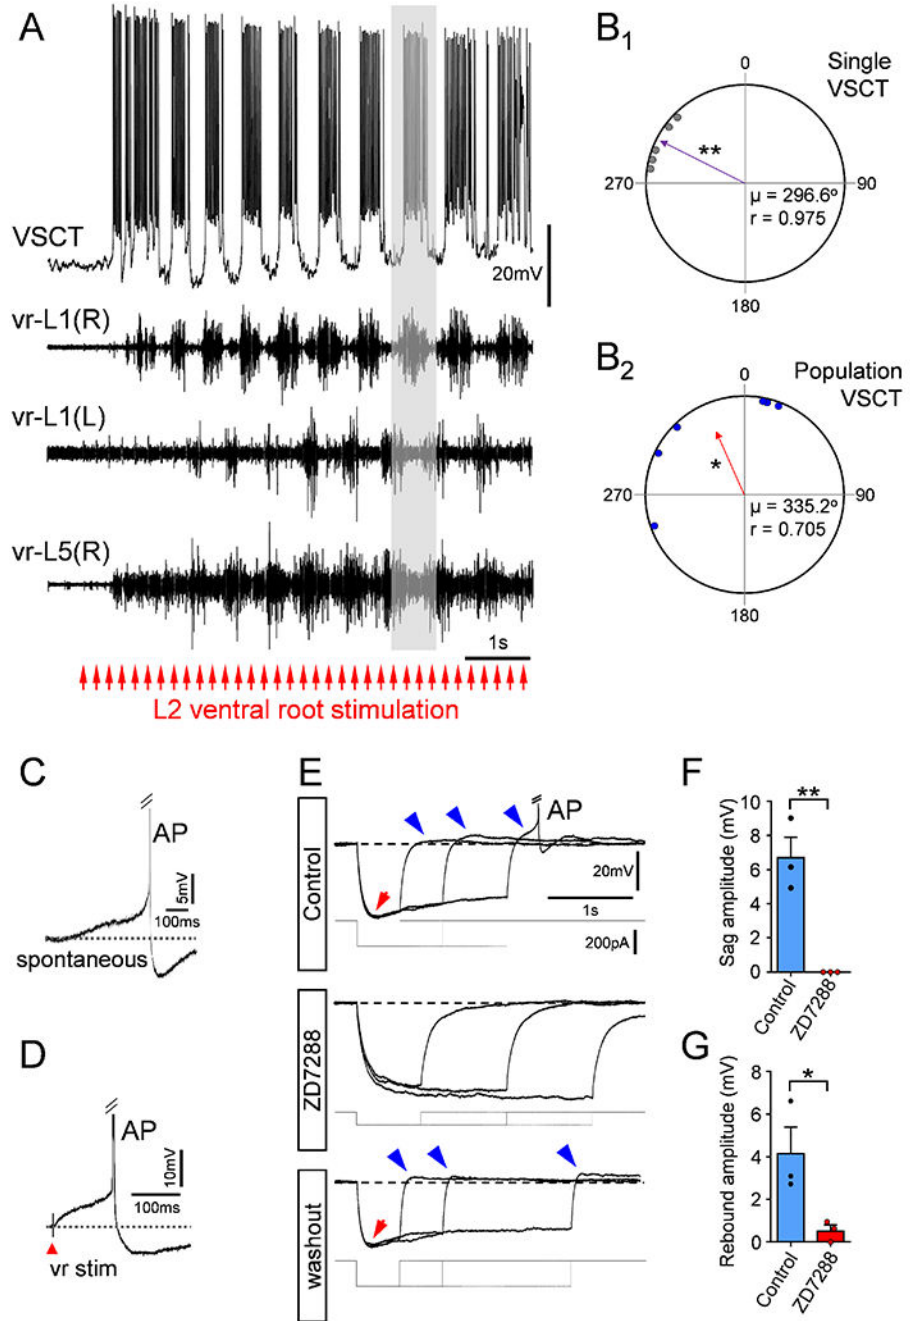 A
VSCT
20mV
vr-L1(R)
vr-L1(L)
vr-L5(R)
1s
L2 ventral root stimulation
B1
Single
VSCT
0
270
90
180
**
µ = 296.6º
r = 0.975
B2
Population
VSCT
0
270
90
180
*
µ = 335.2º
r = 0.705
C
AP
5mV
100ms
spontaneous
D
AP
10mV
100ms
vr stim
E
Control
AP
20mV
1s
200pA
ZD7288
washout
F
Sag amplitude (mV)
10
8
6
4
2
0
**
Control
ZD7288
G
Rebound amplitude (mV)
8
6
4
2
0
*
Control
ZD7288